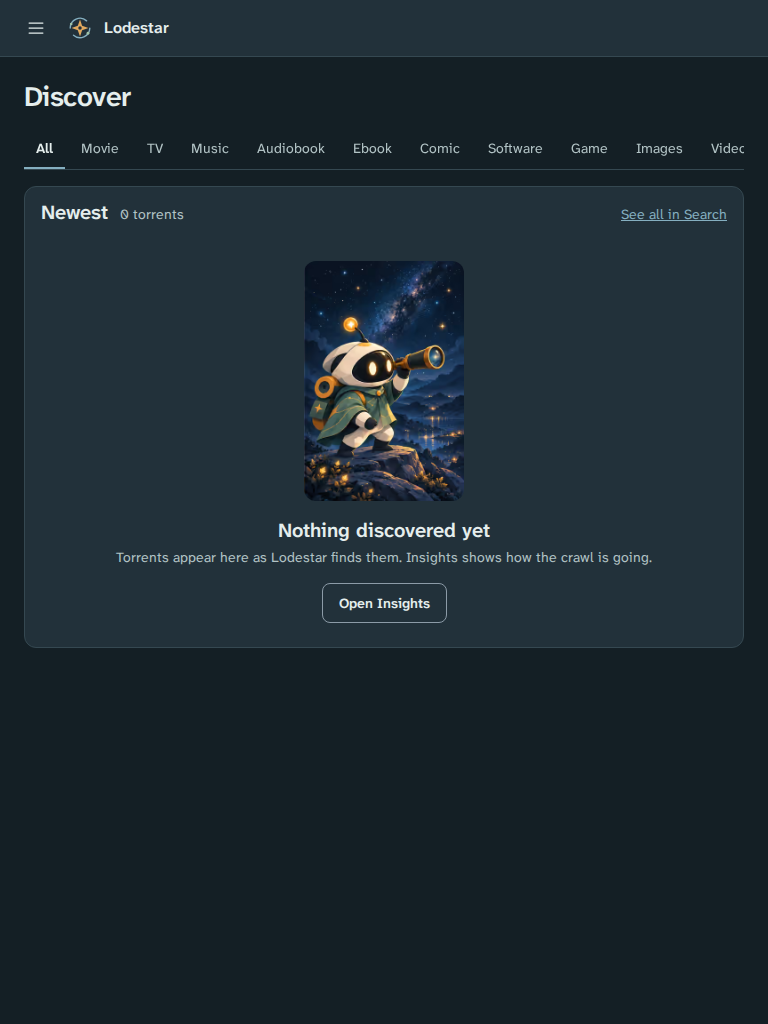 Lodestar
Discover
All Movie TV Music Audiobook Ebook Comic Software Game Images Video
Newest 0 torrents See all in Search
Nothing discovered yet
Torrents appear here as Lodestar finds them. Insights shows how the crawl is going.
Open Insights